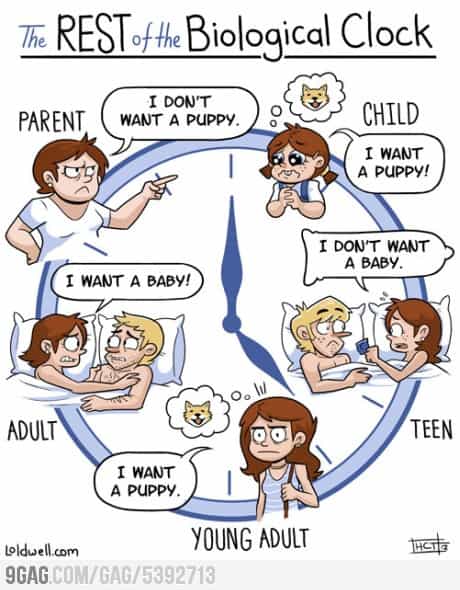 The REST of the Biological Clock
PARENT
I DON'T
WANT A PUPPY.
CHILD
I WANT
A PUPPY!
I DON'T WANT
A BABY.
I WANT A BABY!
ADULT
TEEN
I WANT
A PUPPY.
YOUNG ADULT
Loldwell.com
9GAG.COM/GAG/5392713